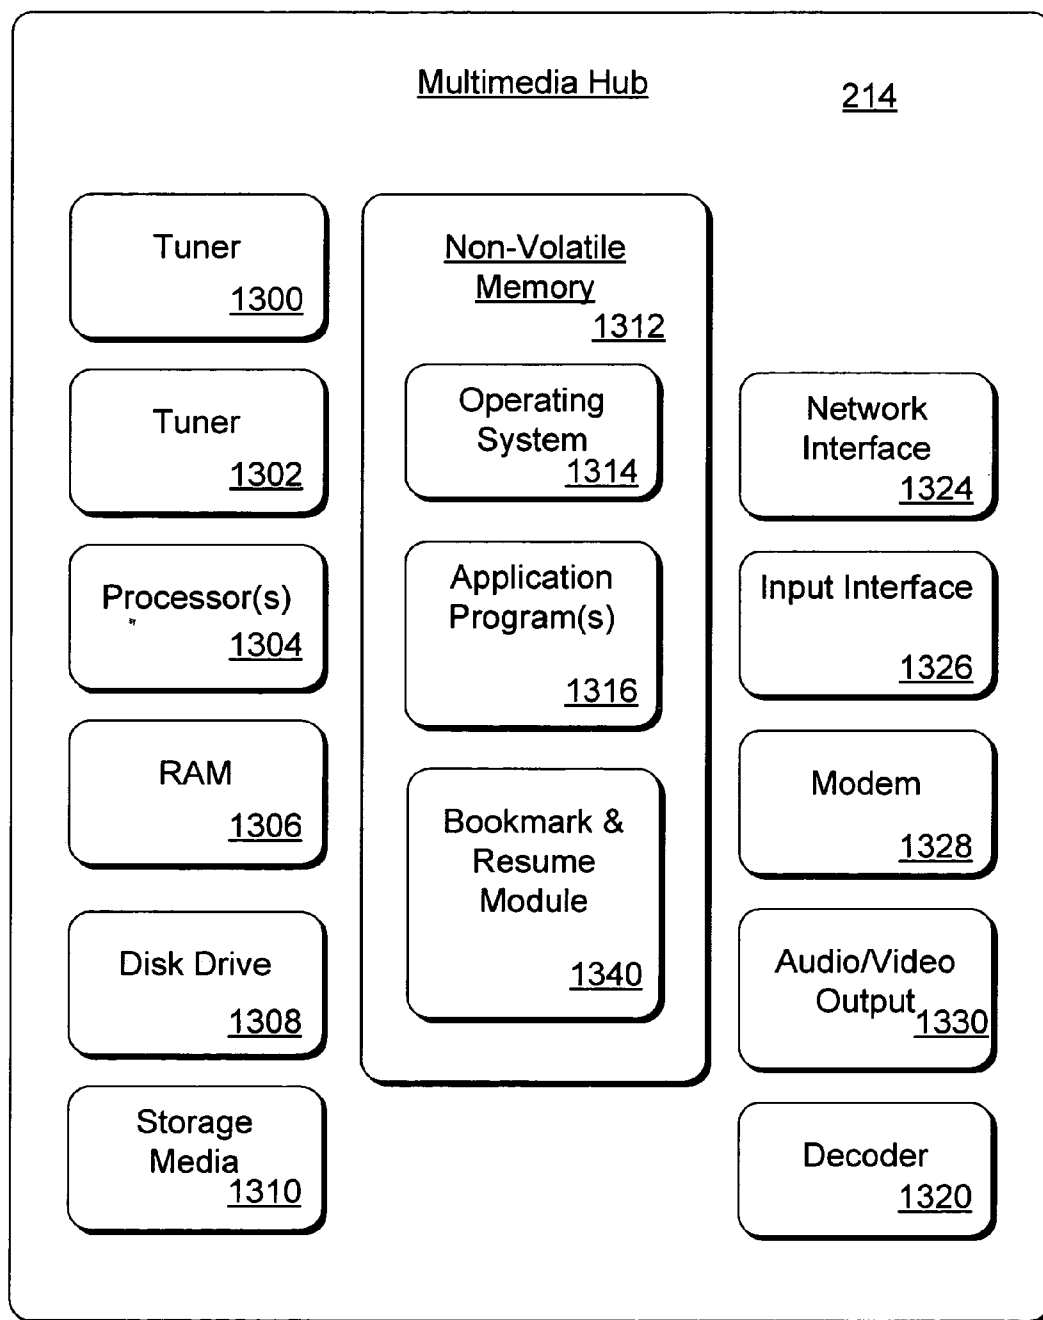 Multimedia Hub
214
Tuner
1300
Tuner
1302
Processor(s)
1304
RAM
1306
Disk Drive
1308
Storage
Media
1310
Non-Volatile
Memory
1312
Operating
System
1314
Application
Program(s)
1316
Bookmark &
Resume
Module
1340
Network
Interface
1324
Input Interface
1326
Modem
1328
Audio/Video
Output
1330
Decoder
1320